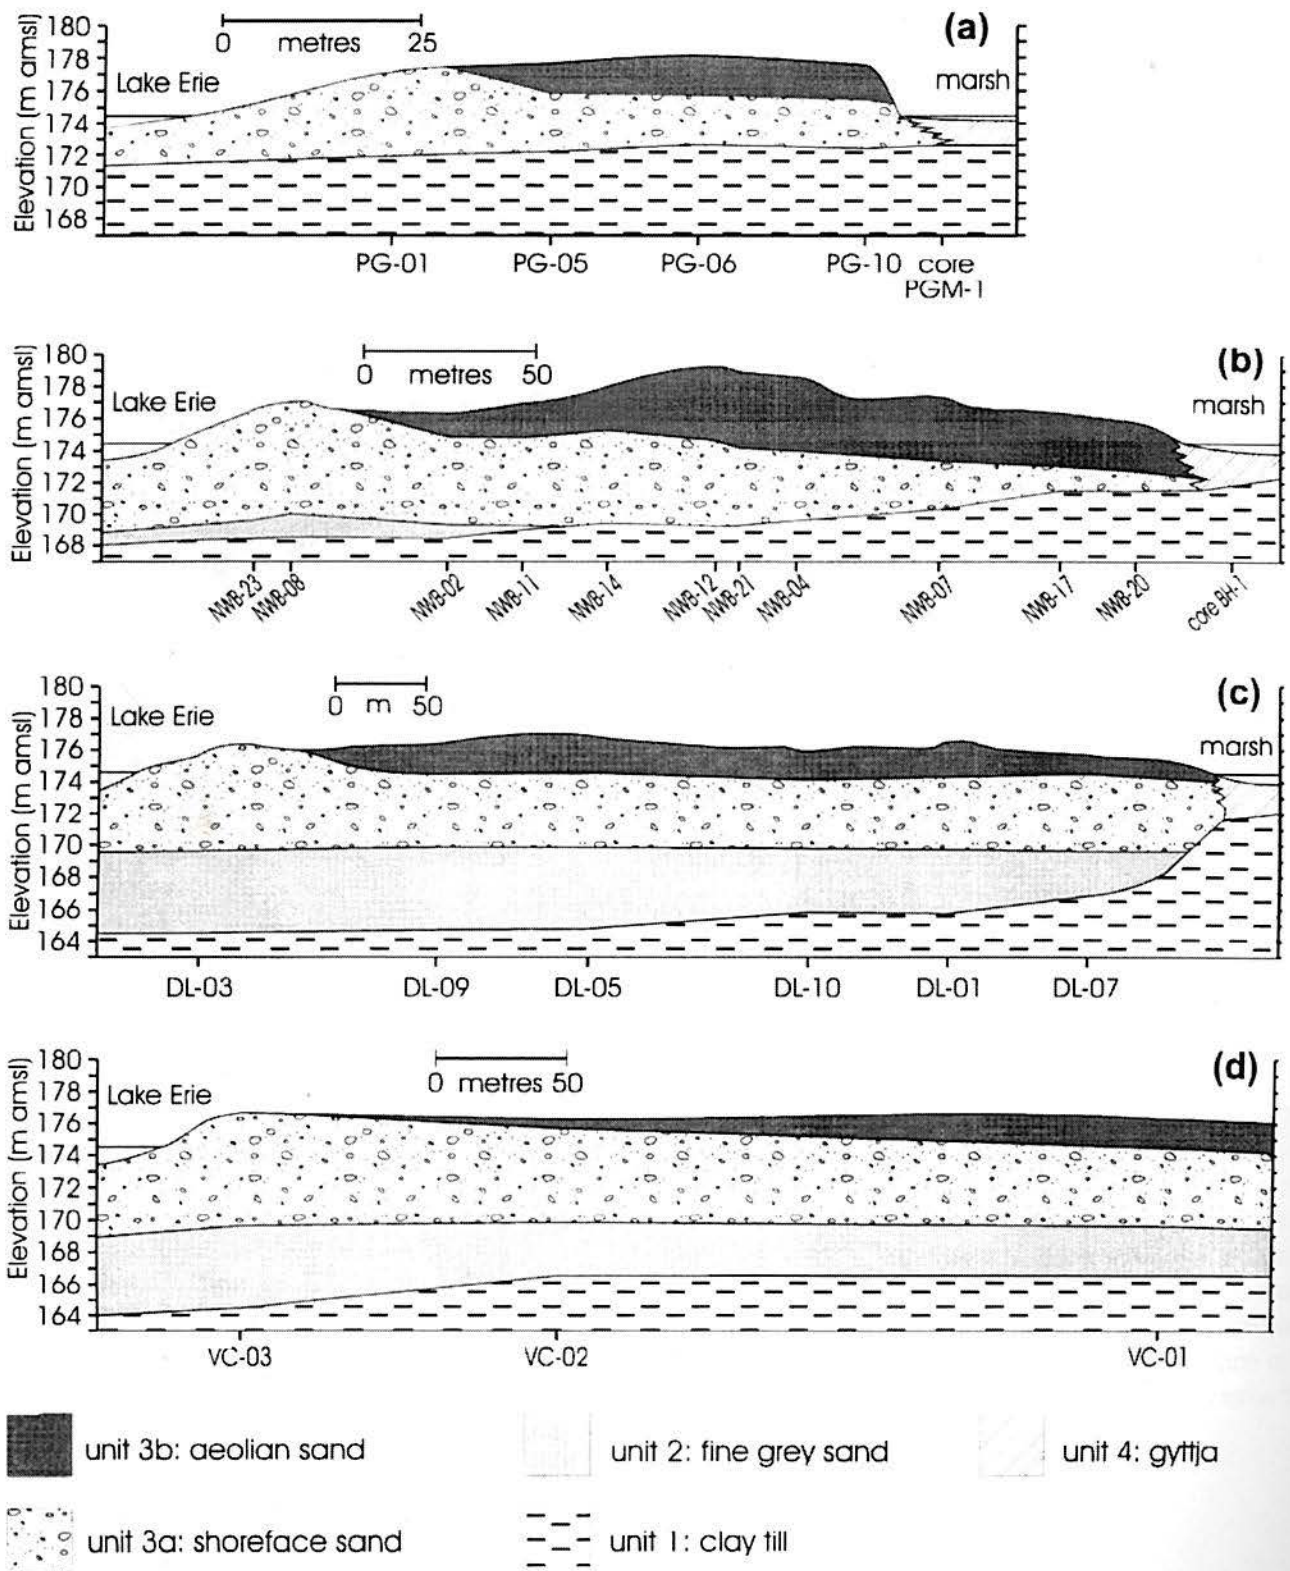 (a)
180
178
176
174
172
170
168
Elevation (m amsl)
0 metres 25
Lake Erie
marsh
PG-01 PG-05 PG-06 PG-10 core PGM-1
(b)
180
178
176
174
172
170
168
Elevation (m amsl)
0 metres 50
Lake Erie
marsh
NWB-23 NWB-08 NWB-02 NWB-11 NWB-14 NWB-12 NWB-21 NWB-04 NWB-07 NWB-17 NWB-20 core BH-1
(c)
180
178
176
174
172
170
168
166
164
Elevation (m amsl)
0 m 50
Lake Erie
marsh
DL-03 DL-09 DL-05 DL-10 DL-01 DL-07
(d)
180
178
176
174
172
170
168
166
164
Elevation (m amsl)
0 metres 50
Lake Erie
VC-03 VC-02 VC-01
unit 3b: aeolian sand
unit 2: fine grey sand
unit 4: gyttja
unit 3a: shoreface sand
unit 1: clay till